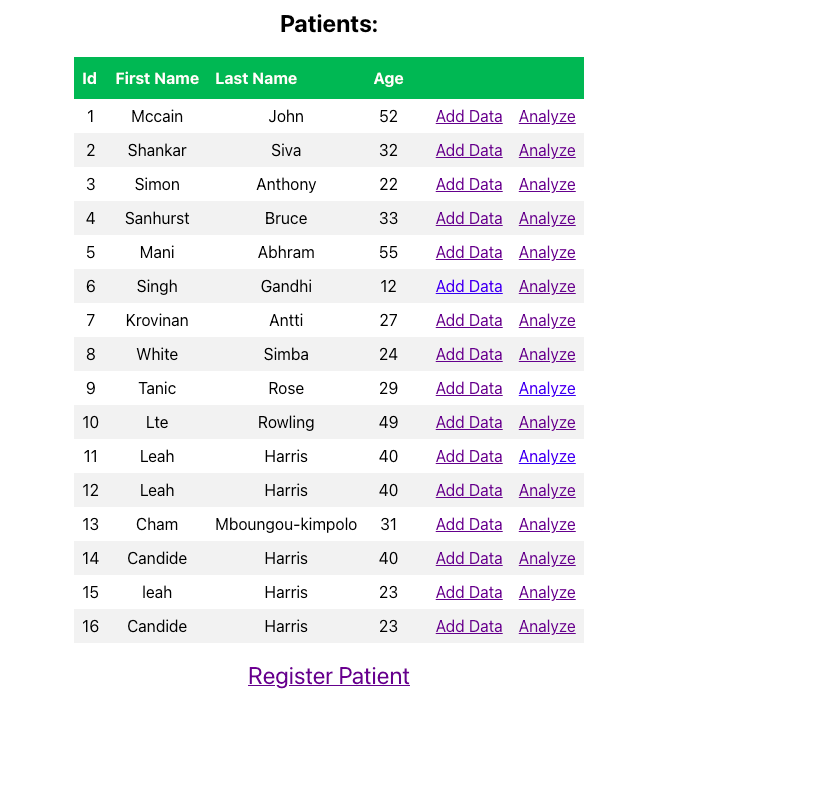 Patients:
Id First Name Last Name Age
1 Mccain John 52 Add Data Analyze
2 Shankar Siva 32 Add Data Analyze
3 Simon Anthony 22 Add Data Analyze
4 Sanhurst Bruce 33 Add Data Analyze
5 Mani Abhram 55 Add Data Analyze
6 Singh Gandhi 12 Add Data Analyze
7 Krovinan Antti 27 Add Data Analyze
8 White Simba 24 Add Data Analyze
9 Tanic Rose 29 Add Data Analyze
10 Lte Rowling 49 Add Data Analyze
11 Leah Harris 40 Add Data Analyze
12 Leah Harris 40 Add Data Analyze
13 Cham Mboungou-kimpolo 31 Add Data Analyze
14 Candide Harris 40 Add Data Analyze
15 leah Harris 23 Add Data Analyze
16 Candide Harris 23 Add Data Analyze
Register Patient